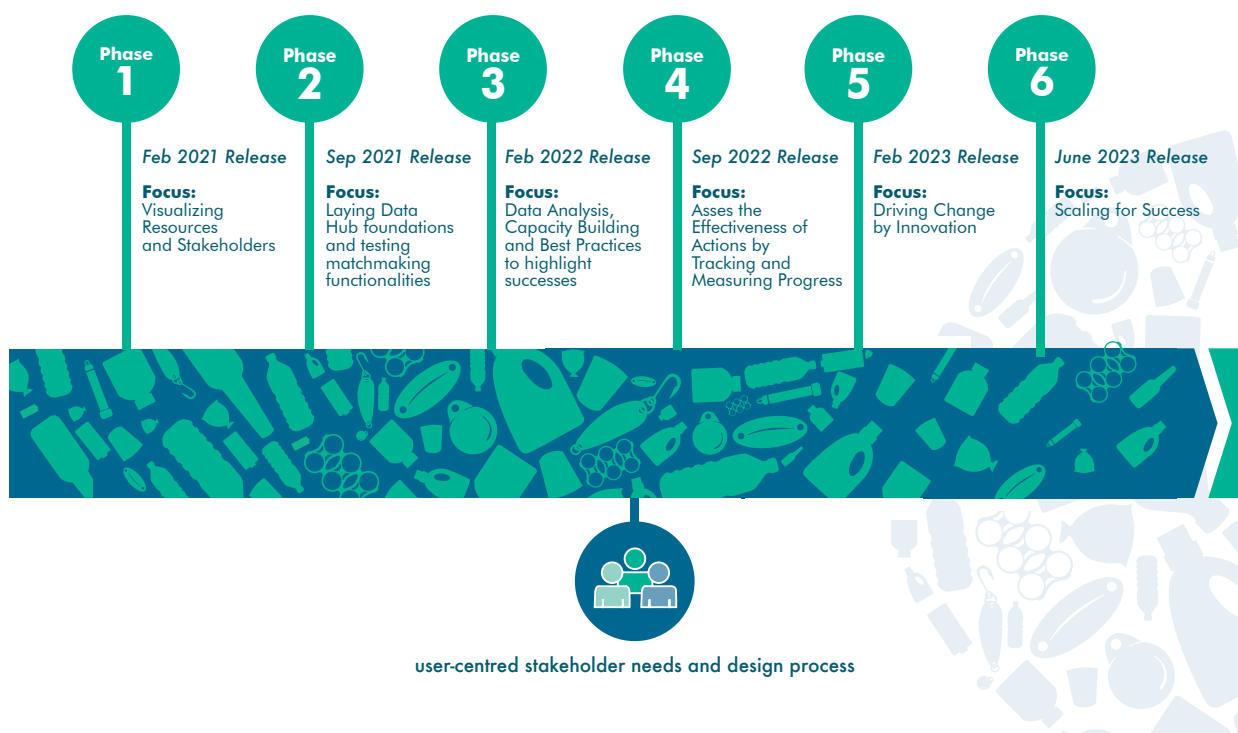 Phase
1
Phase
2
Phase
3
Phase
4
Phase
5
Phase
6
Feb 2021 Release
Focus:
Visualizing
Resources
and Stakeholders
Sep 2021 Release
Focus:
Laying Data
Hub foundations
and testing
matchmaking
functionalities
Feb 2022 Release
Focus:
Data Analysis,
Capacity Building
and Best Practices
to highlight
successes
Sep 2022 Release
Focus:
Asses the
Effectiveness of
Actions by
Tracking and
Measuring Progress
Feb 2023 Release
Focus:
Driving Change
by Innovation
June 2023 Release
Focus:
Scaling for Success
user-centred stakeholder needs and design process